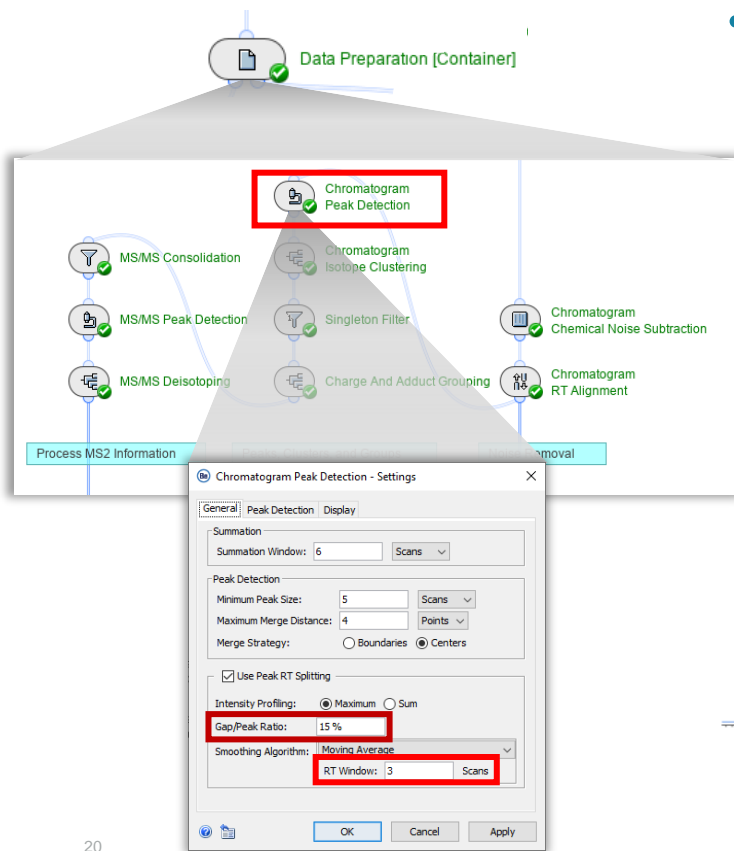 Data Preparation [Container]
Chromatogram
Peak Detection
MS/MS Consolidation
Chromatogram
Isotope Clustering
MS/MS Peak Detection
Singleton Filter
Chromatogram
Chemical Noise Subtraction
MS/MS Deisotoping
Charge And Adduct Grouping
Chromatogram
RT Alignment
Process MS2 Information
Be Chromatogram Peak Detection - Settings
General Peak Detection Display
Summation
Summation Window: 6 Scans
Peak Detection
Minimum Peak Size: 5 Scans
Maximum Merge Distance: 4 Points
Merge Strategy: Boundaries Centers
Use Peak RT Splitting
Intensity Profiling: Maximum Sum
Gap/Peak Ratio: 15 %
Smoothing Algorithm: Moving Average
RT Window: 3 Scans
OK Cancel Apply
20